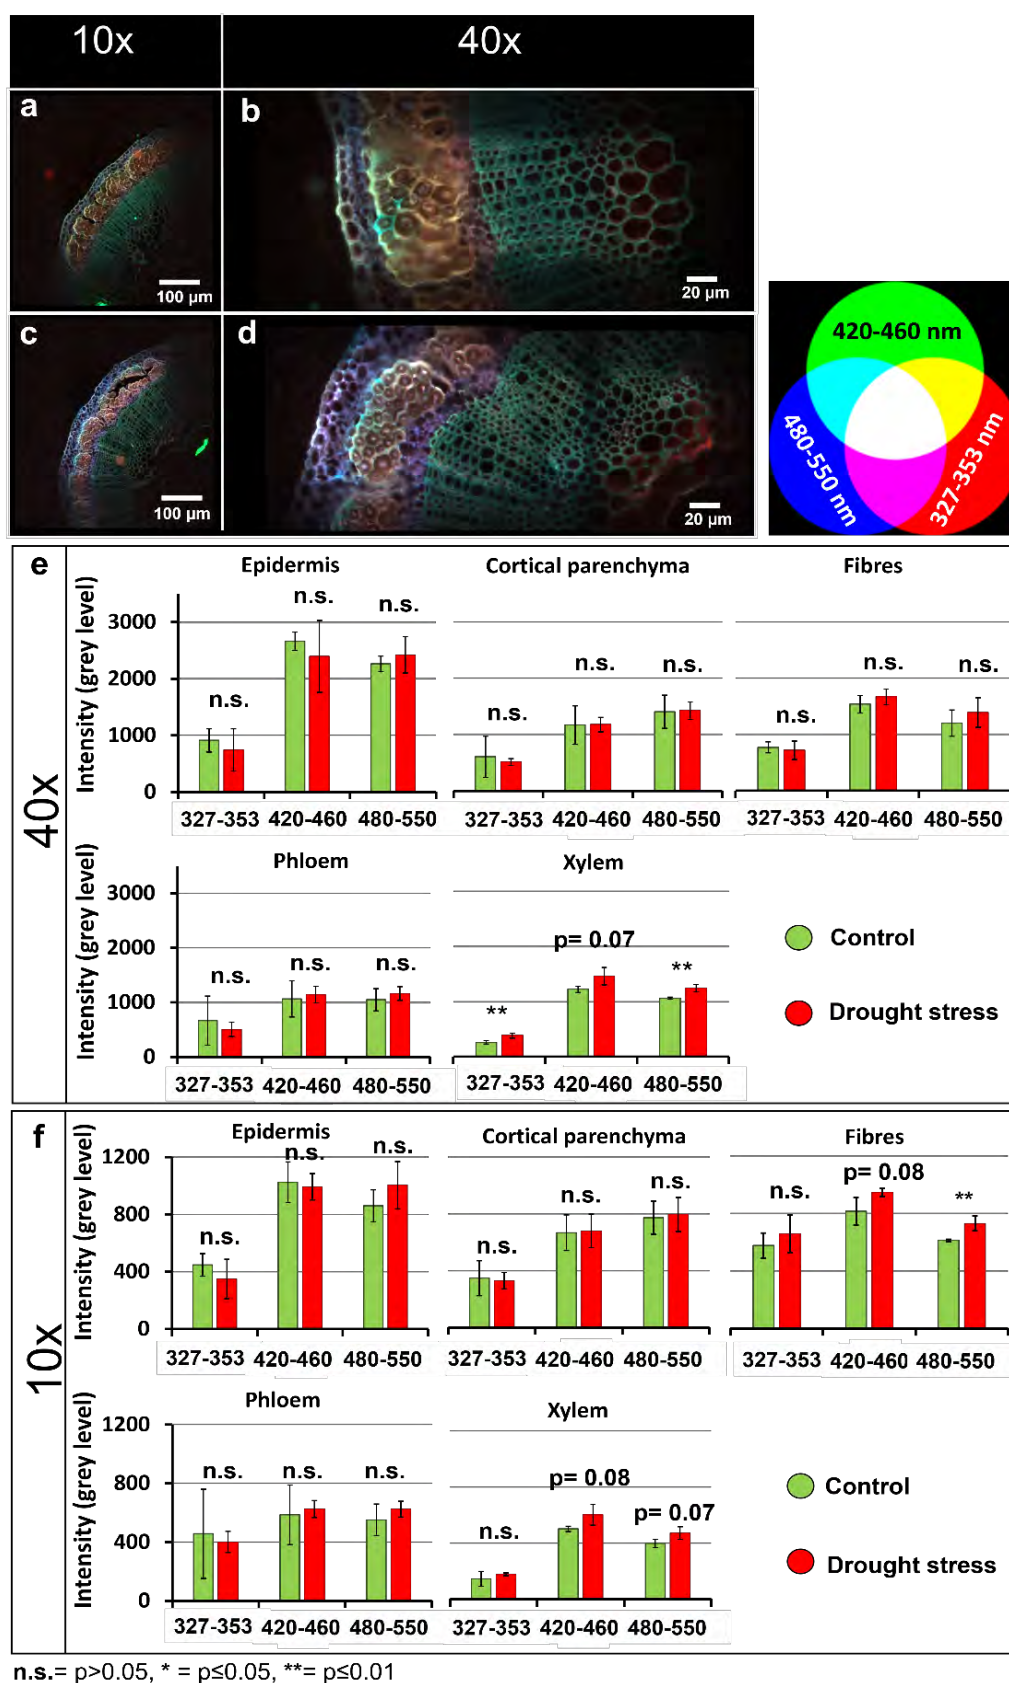 10x 40x
a b
100 µm 20 µm
c d
100 µm 20 µm
420-460 nm
480-550 nm 327-353 nm
e
40x
Epidermis Cortical parenchyma Fibres
Intensity (grey level)
3000
2000
1000
0
n.s. n.s. n.s.
n.s. n.s. n.s.
n.s. n.s. n.s.
327-353 420-460 480-550 327-353 420-460 480-550 327-353 420-460 480-550
Phloem Xylem
Intensity (grey level)
3000
2000
1000
0
n.s. n.s. n.s.
** p= 0.07 **
327-353 420-460 480-550 327-353 420-460 480-550
Control
Drought stress
f
10x
Epidermis Cortical parenchyma Fibres
Intensity (grey level)
1200
800
400
0
n.s. n.s. n.s.
n.s. n.s. n.s.
n.s. p= 0.08 **
327-353 420-460 480-550 327-353 420-460 480-550 327-353 420-460 480-550
Phloem Xylem
Intensity (grey level)
1200
800
400
0
n.s. n.s. n.s.
n.s. p= 0.08 p= 0.07
327-353 420-460 480-550 327-353 420-460 480-550
Control
Drought stress
n.s.= p>0.05, * = p≤0.05, **= p≤0.01